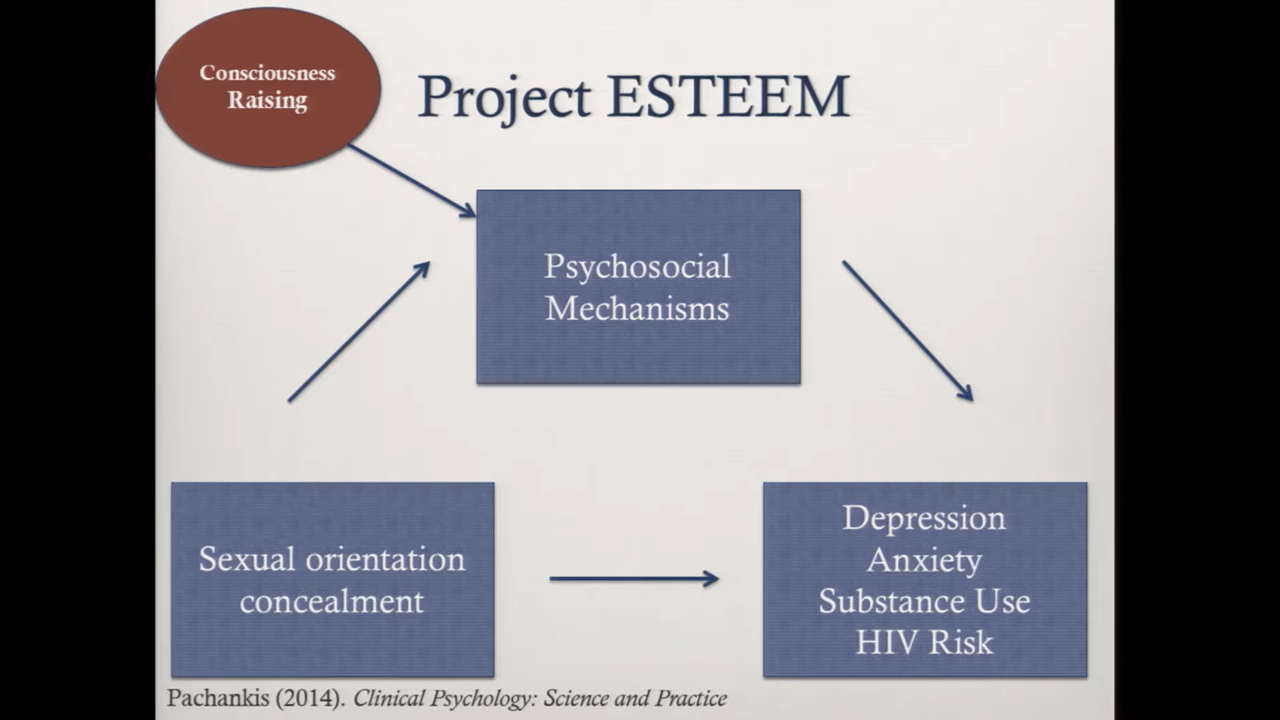 Consciousness
Raising
Project ESTEEM
Psychosocial
Mechanisms
Sexual orientation
concealment
Depression
Anxiety
Substance Use
HIV Risk
Pachankis (2014). Clinical Psychology: Science and Practice